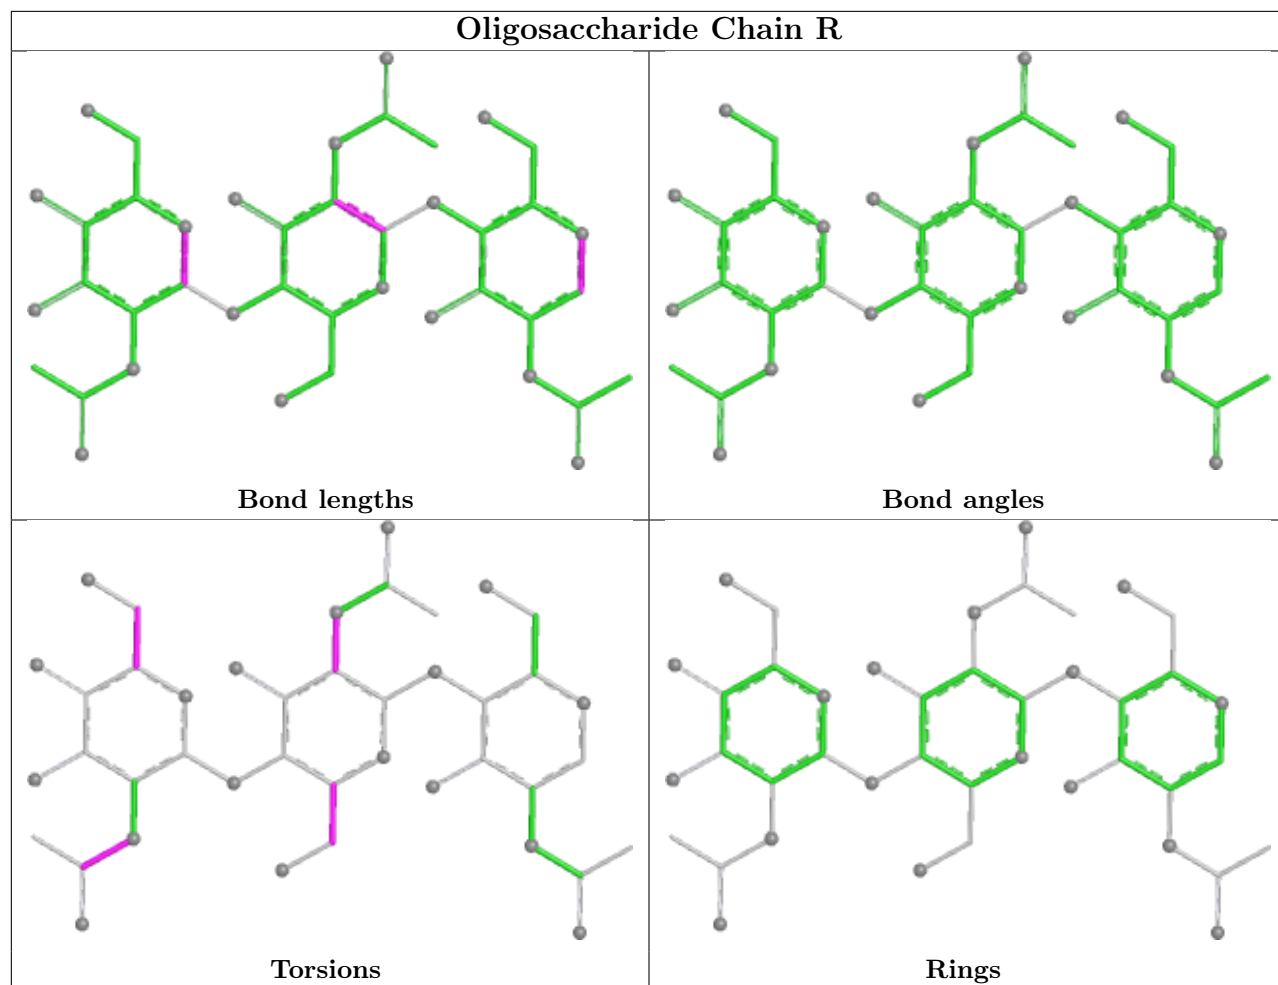 Oligosaccharide Chain R
Bond lengths
Bond angles
Torsions
Rings